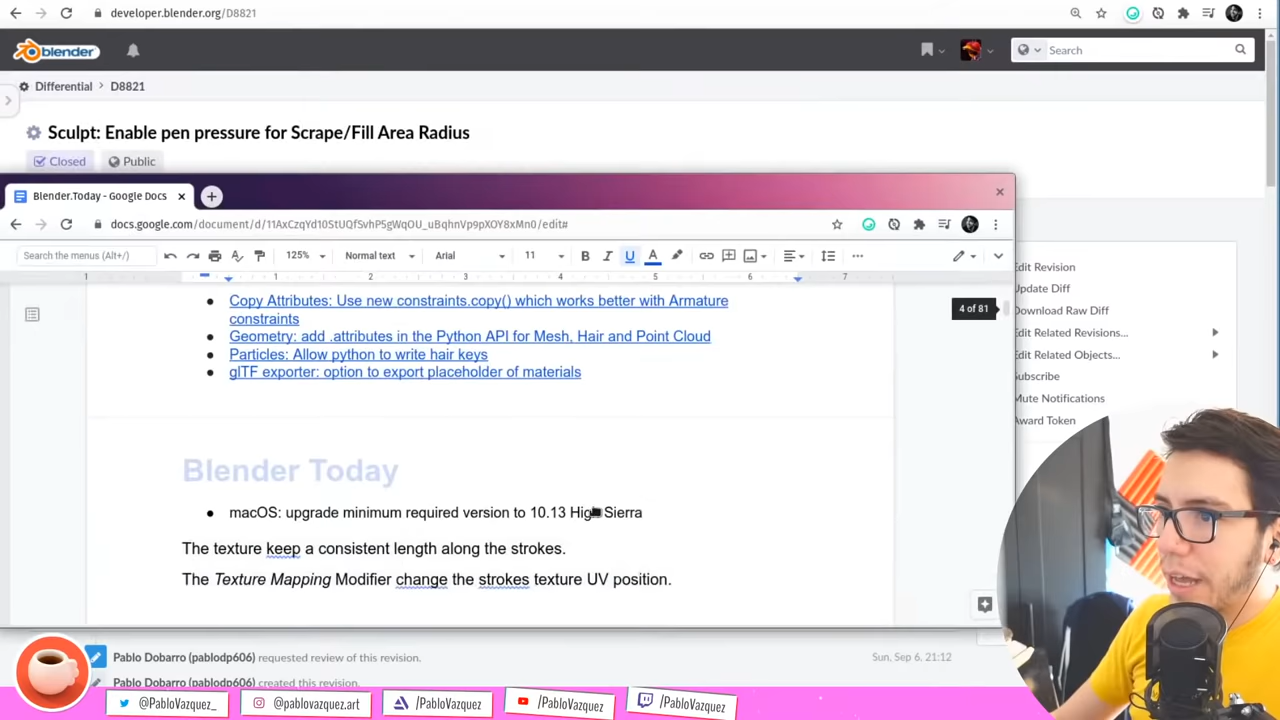 developer.blender.org/D8821
blender
Search
Differential > D8821
Sculpt: Enable pen pressure for Scrape/Fill Area Radius
Closed
Public
Blender.Today - Google Docs
docs.google.com/document/d/11AxCzqYd10StUQfSvhP5gWqOU_uBqhnVp9pXOY8xMn0/edit#
Search the menus (Alt+/)
125%
Normal text
Arial
11
1 1 2 3 4 5 6 7
Copy Attributes: Use new constraints.copy() which works better with Armature
constraints
Geometry: add .attributes in the Python API for Mesh, Hair and Point Cloud
Particles: Allow python to write hair keys
glTF exporter: option to export placeholder of materials
4 of 81
Blender Today
macOS: upgrade minimum required version to 10.13 High Sierra
The texture keep a consistent length along the strokes.
The Texture Mapping Modifier change the strokes texture UV position.
Edit Revision
Update Diff
Download Raw Diff
Edit Related Revisions...
Edit Related Objects...
Subscribe
Mute Notifications
Award Token
Pablo Dobarro (pablodp606) requested review of this revision.
Sun, Sep 6, 21:12
Pablo Dobarro (pablodp606) created this revision.
@PabloVazquez_
@pablovazquez.art
/PabloVazquez
/PabloVazquez
/PabloVazquez